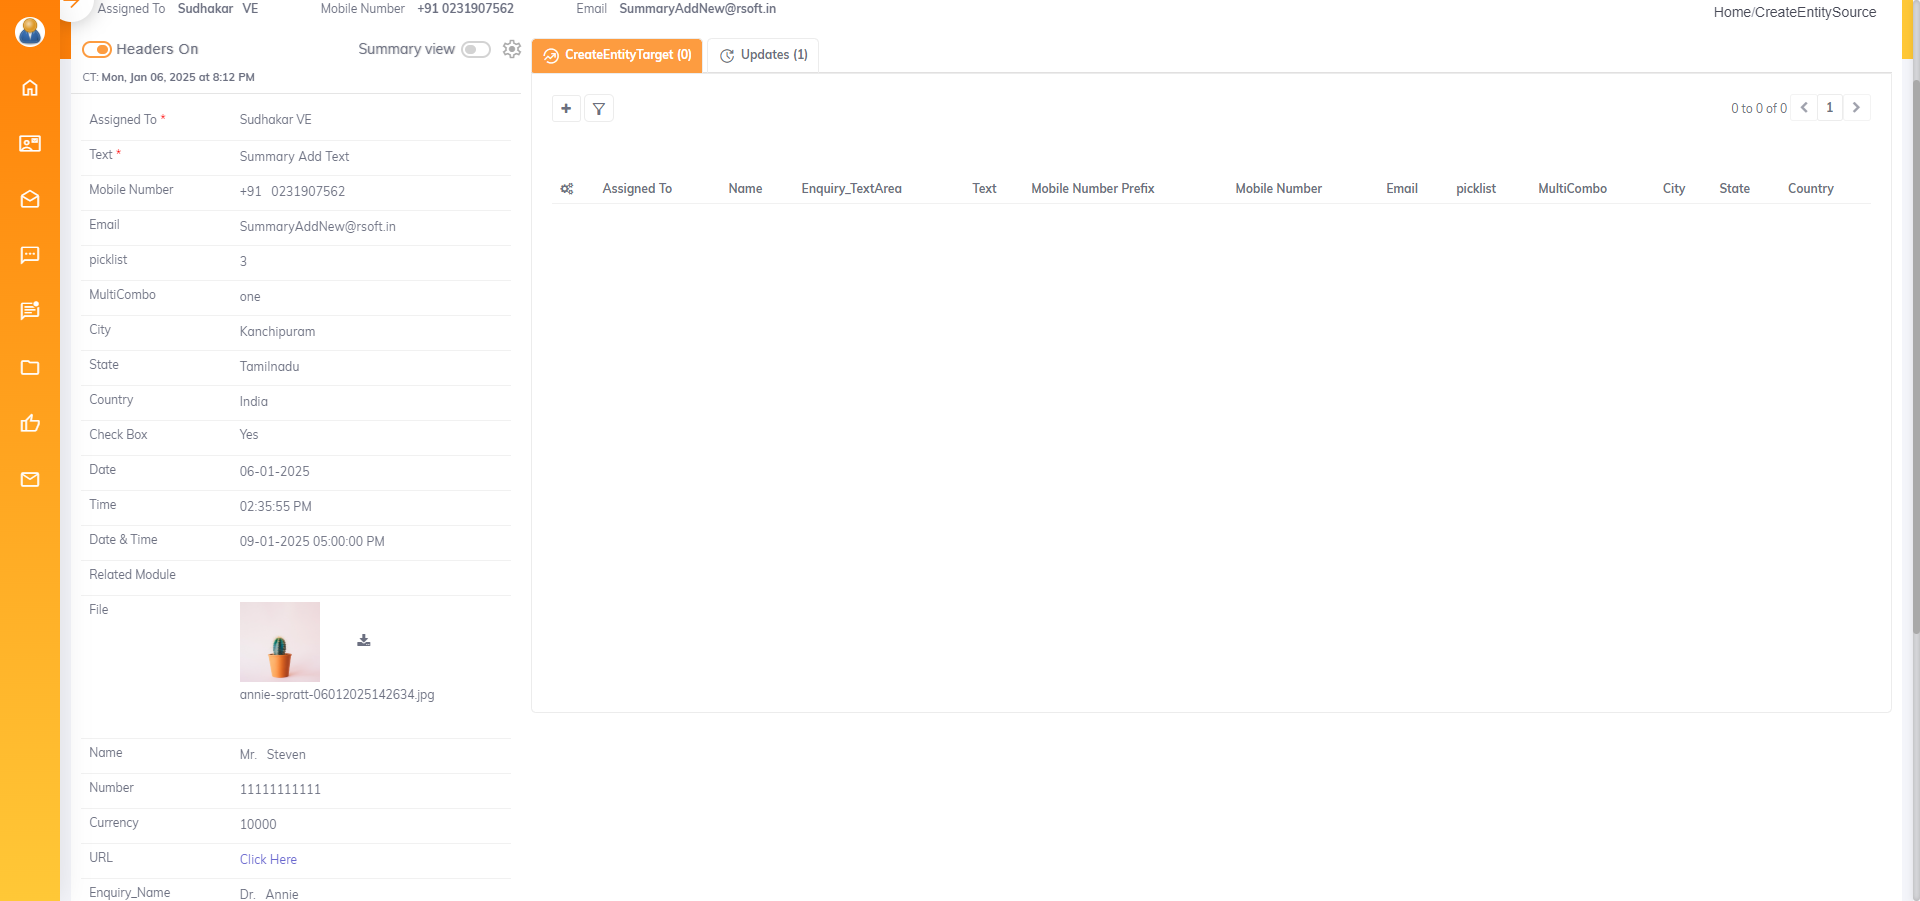 Assigned To Sudhakar VE Mobile Number +91 0231907562 Email SummaryAddNew@rsoft.in
Home/CreateEntitySource
Headers On Summary view
CT: Mon, Jan 06, 2025 at 8:12 PM
Assigned To * Sudhakar VE
Text * Summary Add Text
Mobile Number +91 0231907562
Email SummaryAddNew@rsoft.in
picklist 3
MultiCombo one
City Kanchipuram
State Tamilnadu
Country India
Check Box Yes
Date 06-01-2025
Time 02:35:55 PM
Date & Time 09-01-2025 05:00:00 PM
Related Module
File
annie-spratt-06012025142634.jpg
Name Mr. Steven
Number 11111111111
Currency 10000
URL Click Here
Enquiry_Name Dr. Annie
CreateEntityTarget (0) Updates (1)
0 to 0 of 0 1
Assigned To Name Enquiry_TextArea Text Mobile Number Prefix Mobile Number Email picklist MultiCombo City State Country